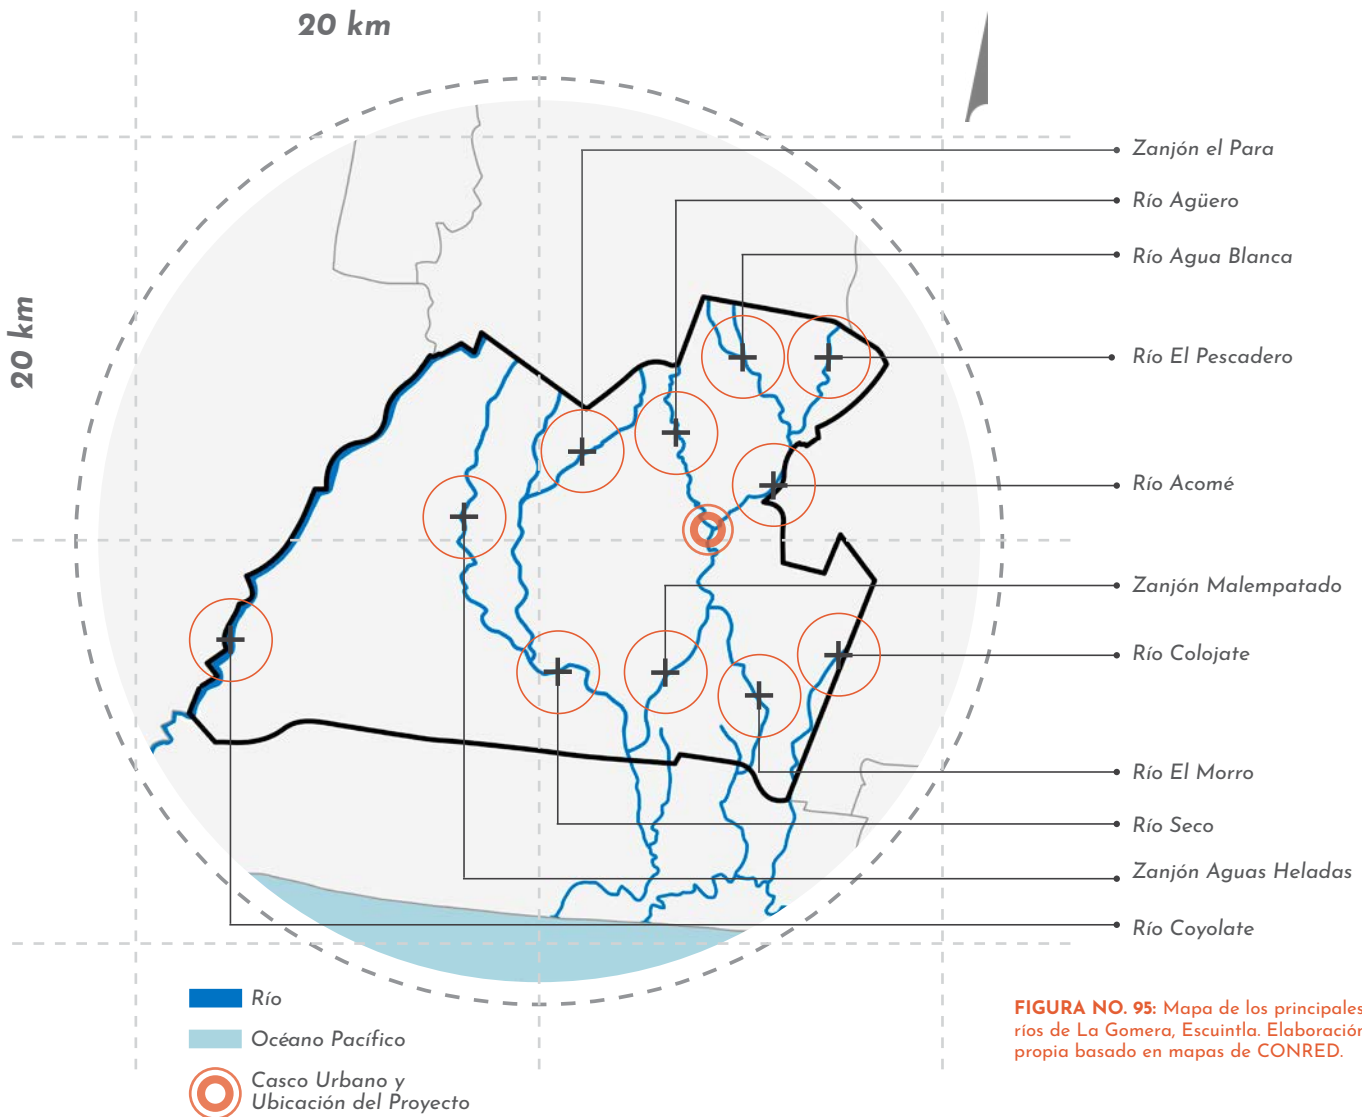 20 km
20 km
Zanjón el Para
Río Agüero
Río Agua Blanca
Río El Pescadero
Río Acomé
Zanjón Malempatado
Río Colojate
Río El Morro
Río Seco
Zanjón Aguas Heladas
Río Coyolate
Río
Océano Pacífico
Casco Urbano y
Ubicación del Proyecto
FIGURA NO. 95: Mapa de los principales
ríos de La Gomera, Escuintla. Elaboración
propia basado en mapas de CONRED.